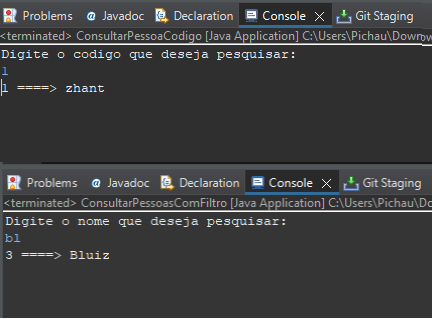 Problems @ Javadoc Declaration Console Git Staging
<terminated> ConsultarPessoaCodigo [Java Application] C:\Users\Pichau\Down
Digite o codigo que deseja pesquisar:
1
1 ====> zhant
Problems @ Javadoc Declaration Console Git Staging
<terminated> ConsultarPessoasComFiltro [Java Application] C:\Users\Pichau\Do
Digite o nome que deseja pesquisar:
bl
3 ====> Bluiz